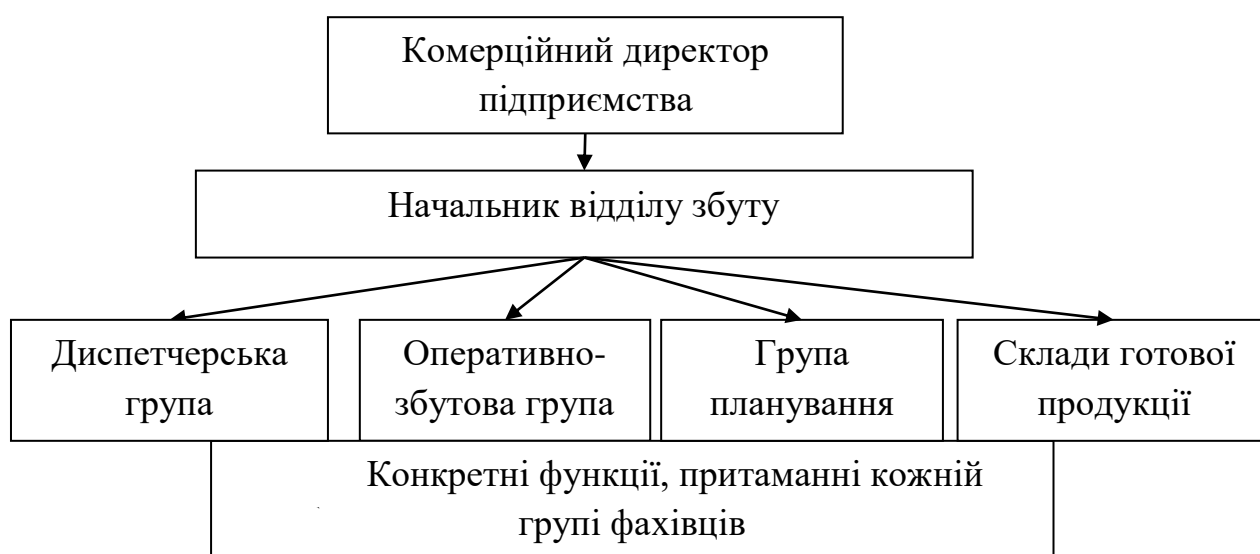 Комерційний директор
підприємства
Начальник відділу збуту
Диспетчерська
група
Оперативно-
збутова група
Група
планування
Склади готової
продукції
Конкретні функції, притаманні кожній
групі фахівців